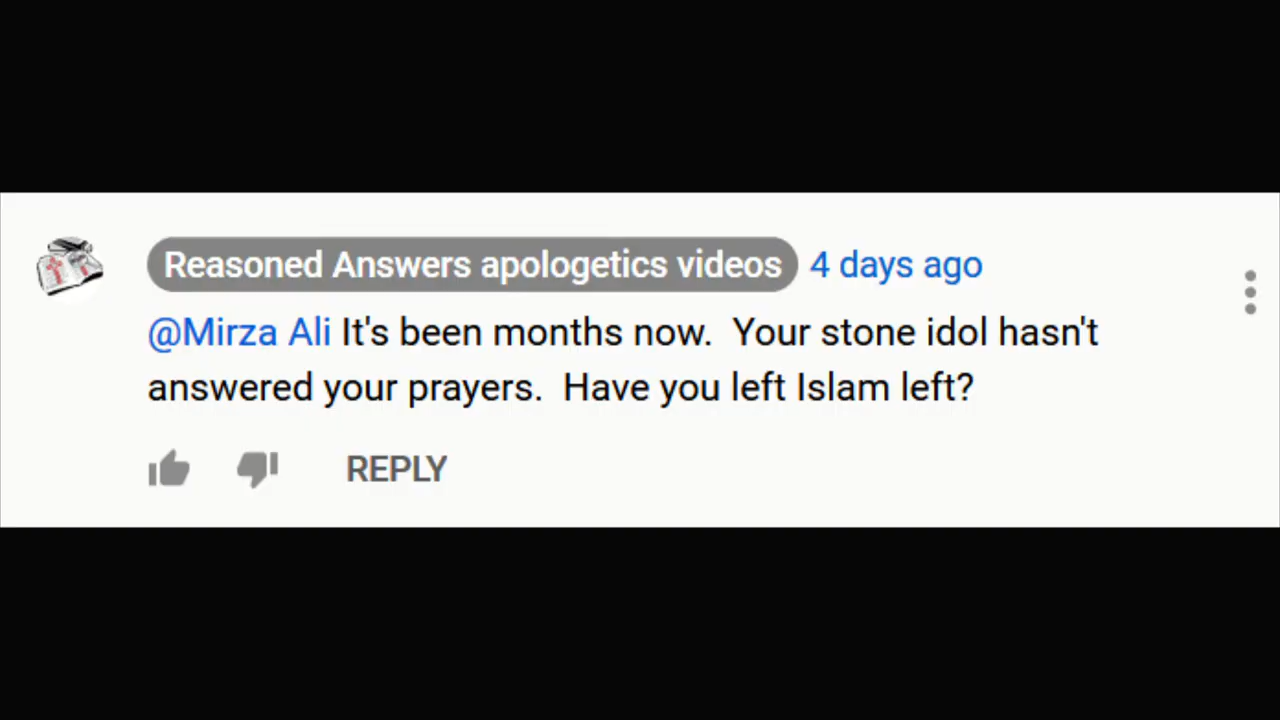 Reasoned Answers apologetics videos 4 days ago
@Mirza Ali It's been months now.  Your stone idol hasn't
answered your prayers.  Have you left Islam left?
REPLY